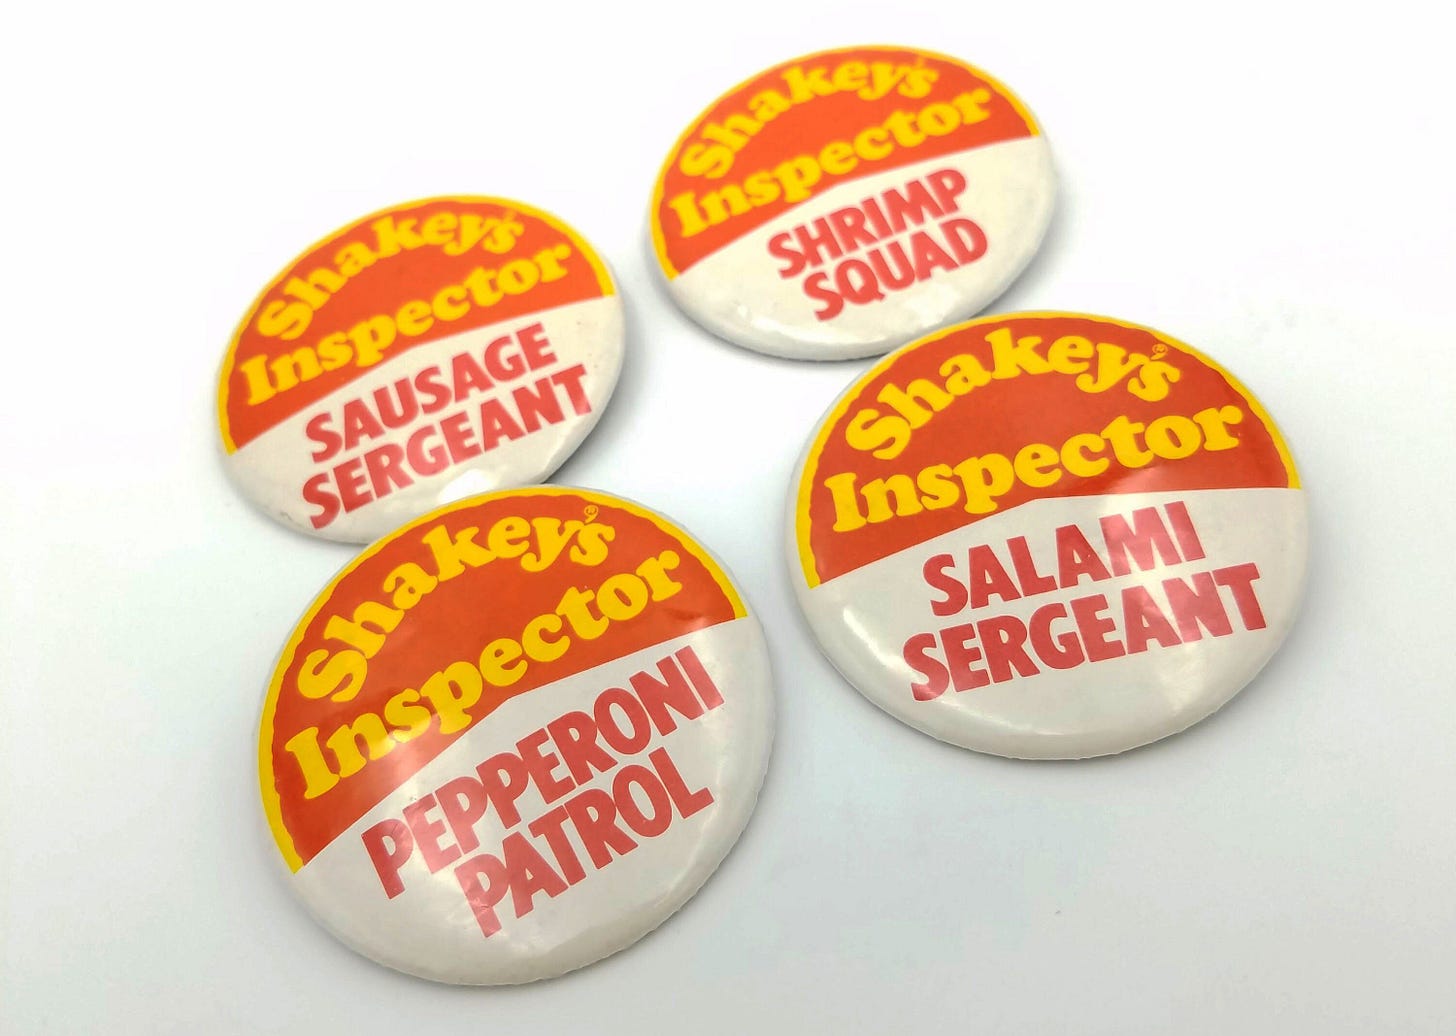 Shakey's
Inspector
SHRIMP
SQUAD
Shakey's
Inspector
SAUSAGE
SERGEANT
Shakey's®
Inspector
SALAMI
SERGEANT
Shakey's®
Inspector
PEPPERONI
PATROL